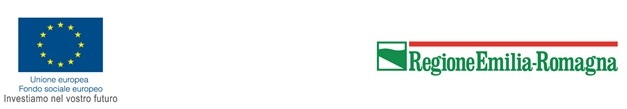 Unione europea
Fondo sociale europeo
Investiamo nel vostro futuro
RegioneEmilia-Romagna